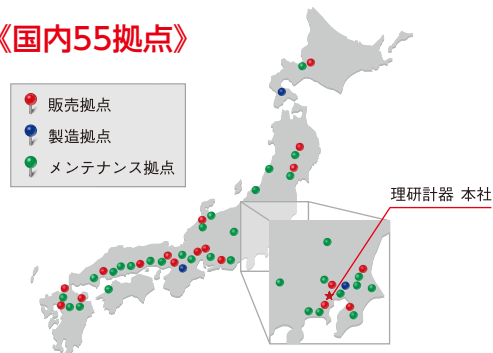 《国内55拠点》
販売拠点
製造拠点
メンテナンス拠点
理研計器 本社